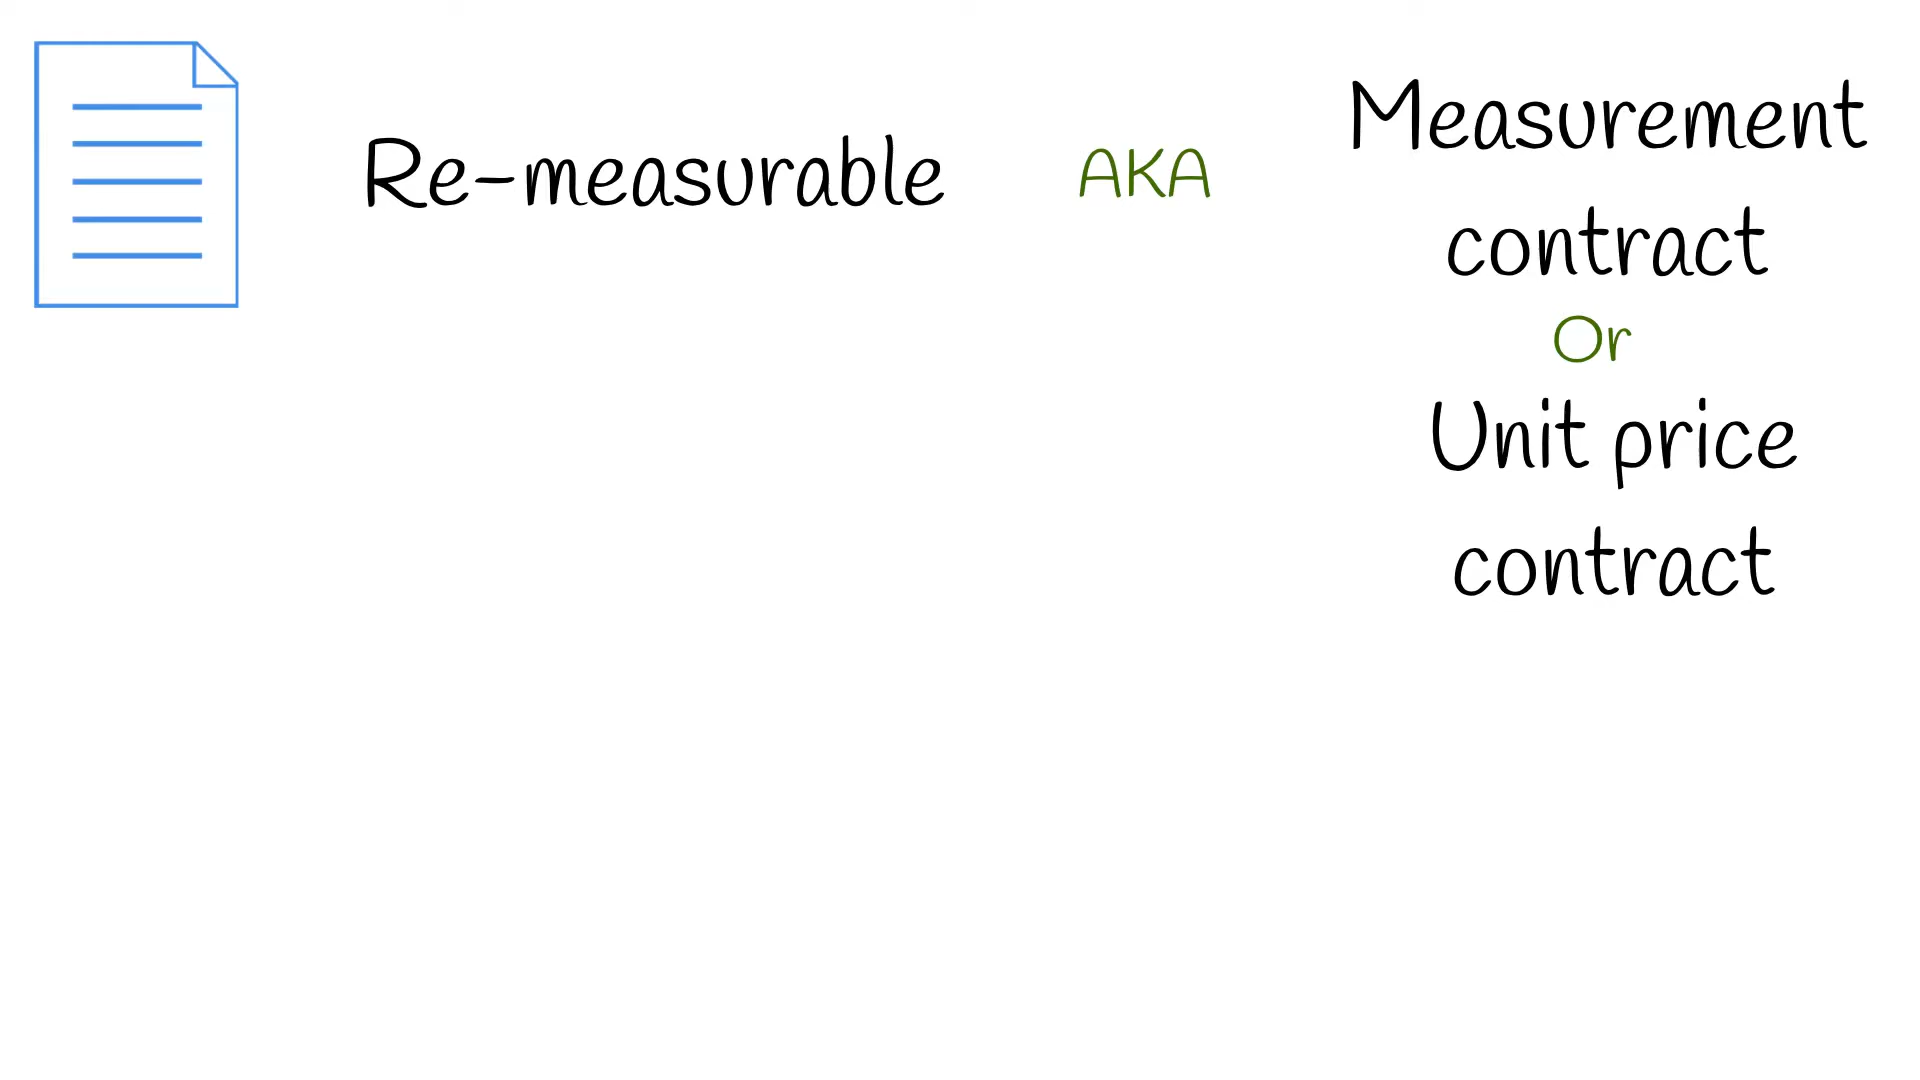 Re-measurable
AKA
Measurement
contract
Or
Unit price
contract